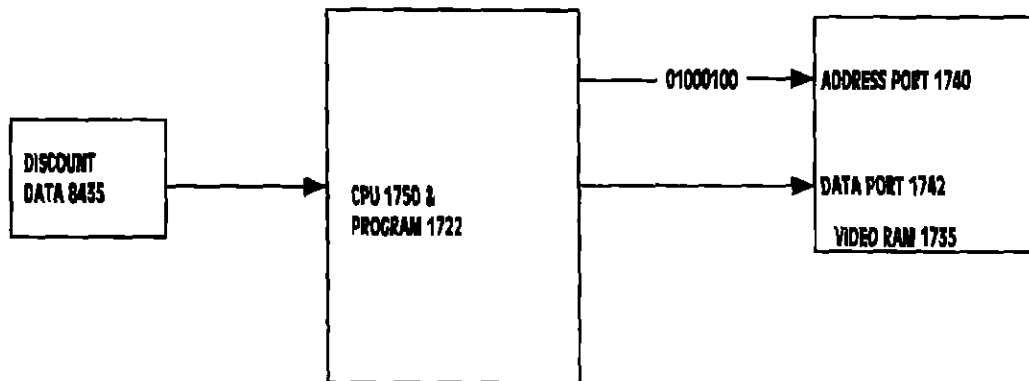 DISCOUNT
DATA 8435
CPU 1750 &
PROGRAM 1722
01000100
ADDRESS PORT 1740
DATA PORT 1742
VIDEO RAM 1735